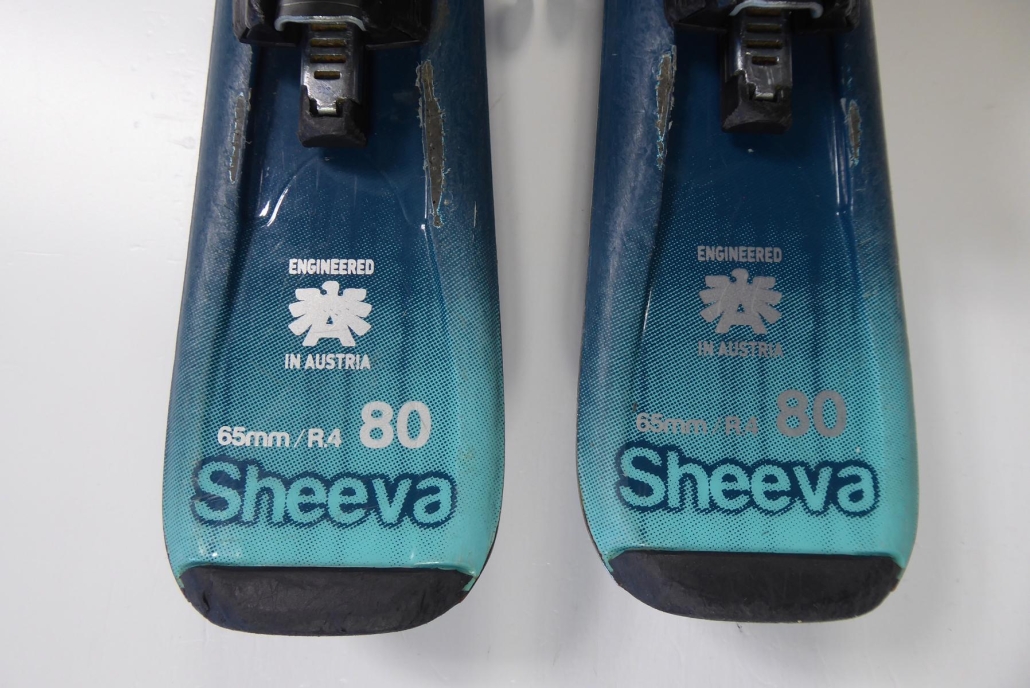 ENGINEERED
IN AUSTRIA
65mm/R.4 80
Sheeva
ENGINEERED
IN AUSTRIA
65mm/R.4 80
Sheeva